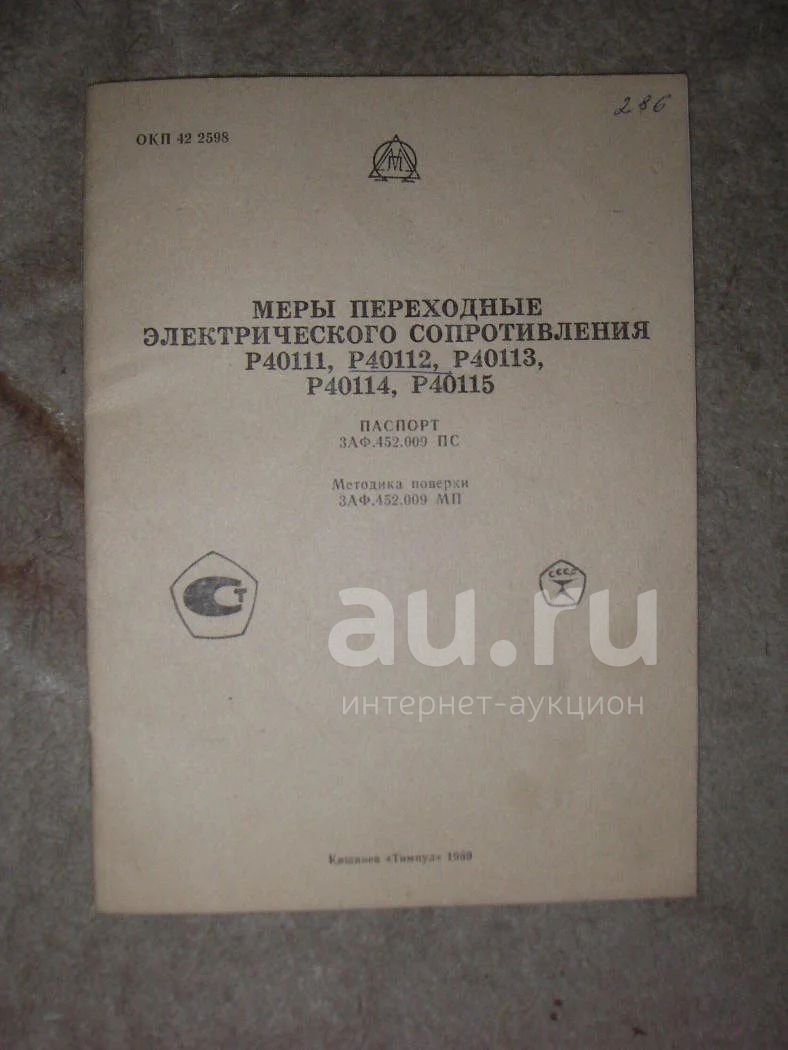 286
ОКП 42 2598
МЕРЫ ПЕРЕХОДНЫЕ
ЭЛЕКТРИЧЕСКОГО СОПРОТИВЛЕНИЯ
Р40111, Р40112, Р40113,
Р40114, Р40115
ПАСПОРТ
3АФ.452.009 ПС
Методика поверки
3АФ.452.009 МП
Ст
СССР
au.ru
интернет-аукцион
Кишинев «Тимпул» 1989